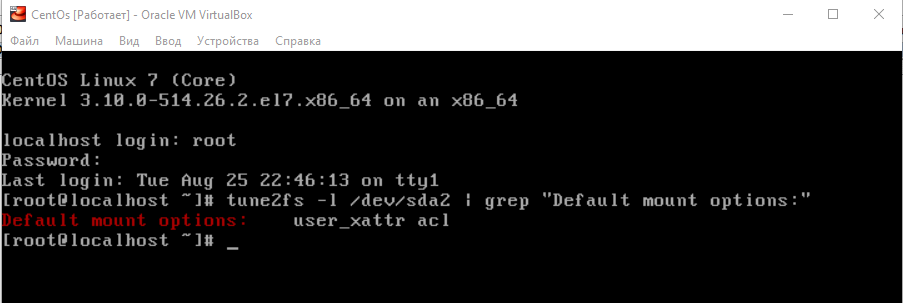 CentOs [Работает] - Oracle VM VirtualBox
Файл Машина Вид Ввод Устройства Справка
CentOS Linux 7 (Core)
Kernel 3.10.0-514.26.2.el7.x86_64 on an x86_64
localhost login: root
Password:
Last login: Tue Aug 25 22:46:13 on tty1
[root@localhost ~]# tune2fs -l /dev/sda2 | grep "Default mount options:"
Default mount options:    user_xattr acl
[root@localhost ~]# _